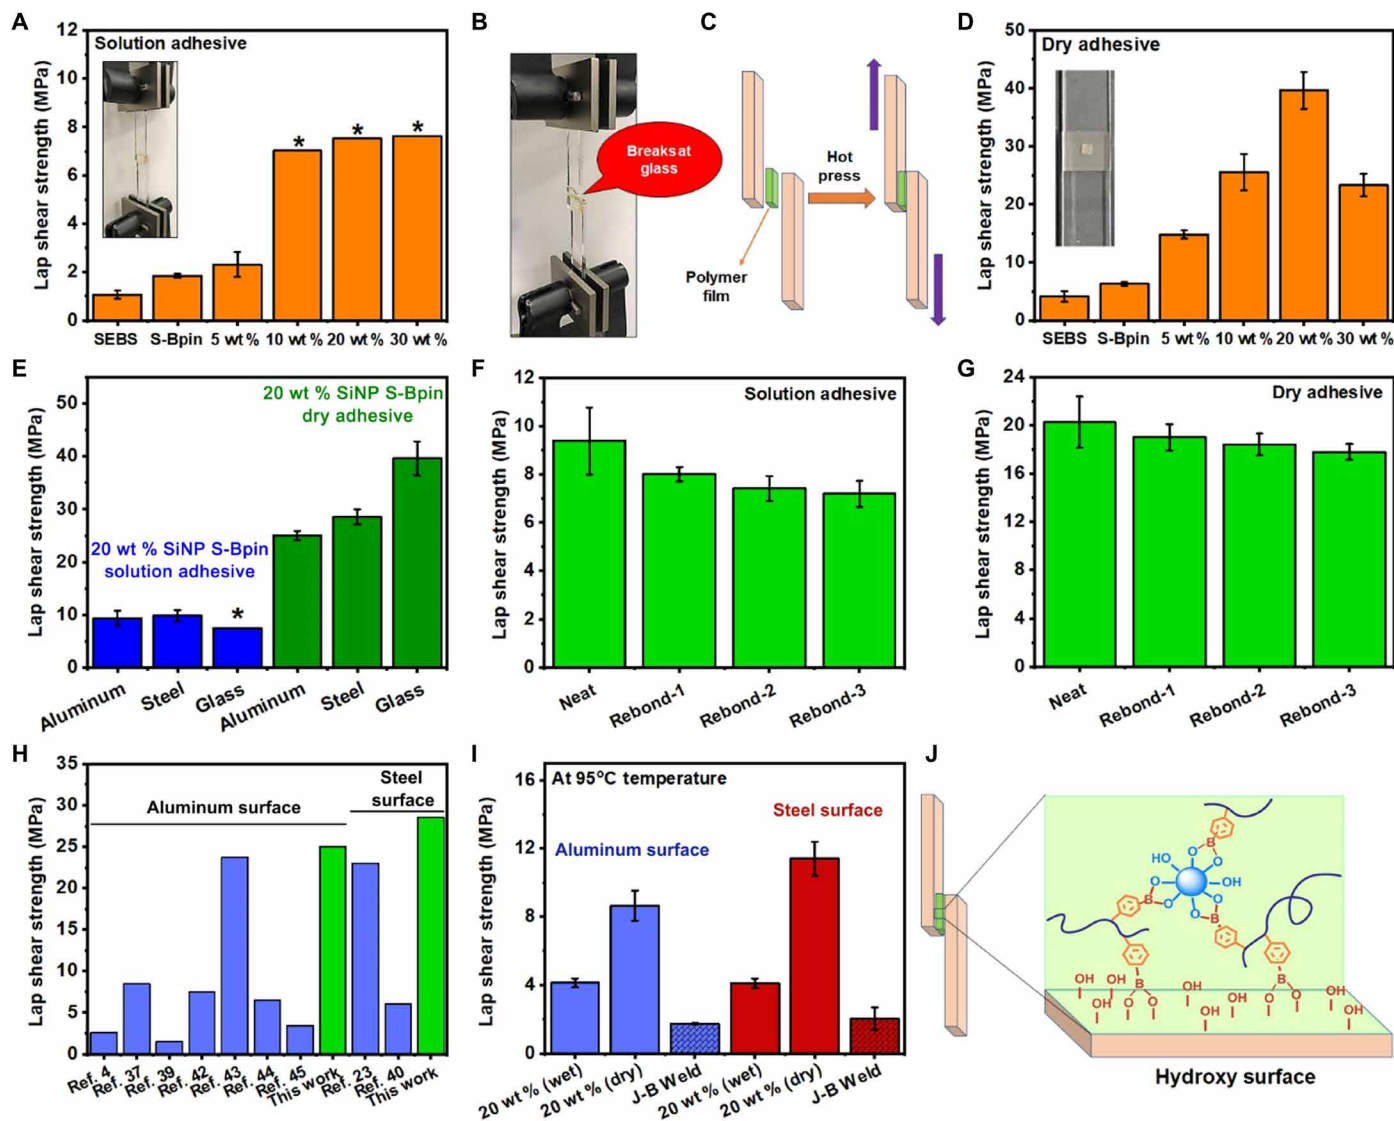 A
Solution adhesive
Lap shear strength (MPa)
12
10
8
6
4
2
0
*
*
*
SEBS
S-Bpin
5 wt %
10 wt %
20 wt %
30 wt %
B
Breaks at
glass
C
Hot
press
Polymer
film
D
Dry adhesive
Lap shear strength (MPa)
50
40
30
20
10
0
SEBS
S-Bpin
5 wt %
10 wt %
20 wt %
30 wt %
E
Lap shear strength (MPa)
50
40
30
20
10
0
20 wt % SiNP S-Bpin
dry adhesive
20 wt % SiNP S-Bpin
solution adhesive
*
Aluminum
Steel
Glass
Aluminum
Steel
Glass
F
Solution adhesive
Lap shear strength (MPa)
12
10
8
6
4
2
0
Neat
Rebond-1
Rebond-2
Rebond-3
G
Dry adhesive
Lap shear strength (MPa)
24
20
16
12
8
4
0
Neat
Rebond-1
Rebond-2
Rebond-3
H
Lap shear strength (MPa)
35
30
25
20
15
10
5
0
Aluminum surface
Steel
surface
Ref. 4
Ref. 37
Ref. 39
Ref. 42
Ref. 43
Ref. 44
Ref. 45
This work
Ref. 23
Ref. 40
This work
I
At 95°C temperature
Lap shear strength (MPa)
16
12
8
4
0
Steel surface
Aluminum surface
20 wt % (wet)
20 wt % (dry)
J-B Weld
20 wt % (wet)
20 wt % (dry)
J-B Weld
J
B
O
O
HO
O
OH
B
O
O
O
B
B
O
O
B
O
O
OH
OH
OH
OH
OH
OH
OH
OH
Hydroxy surface